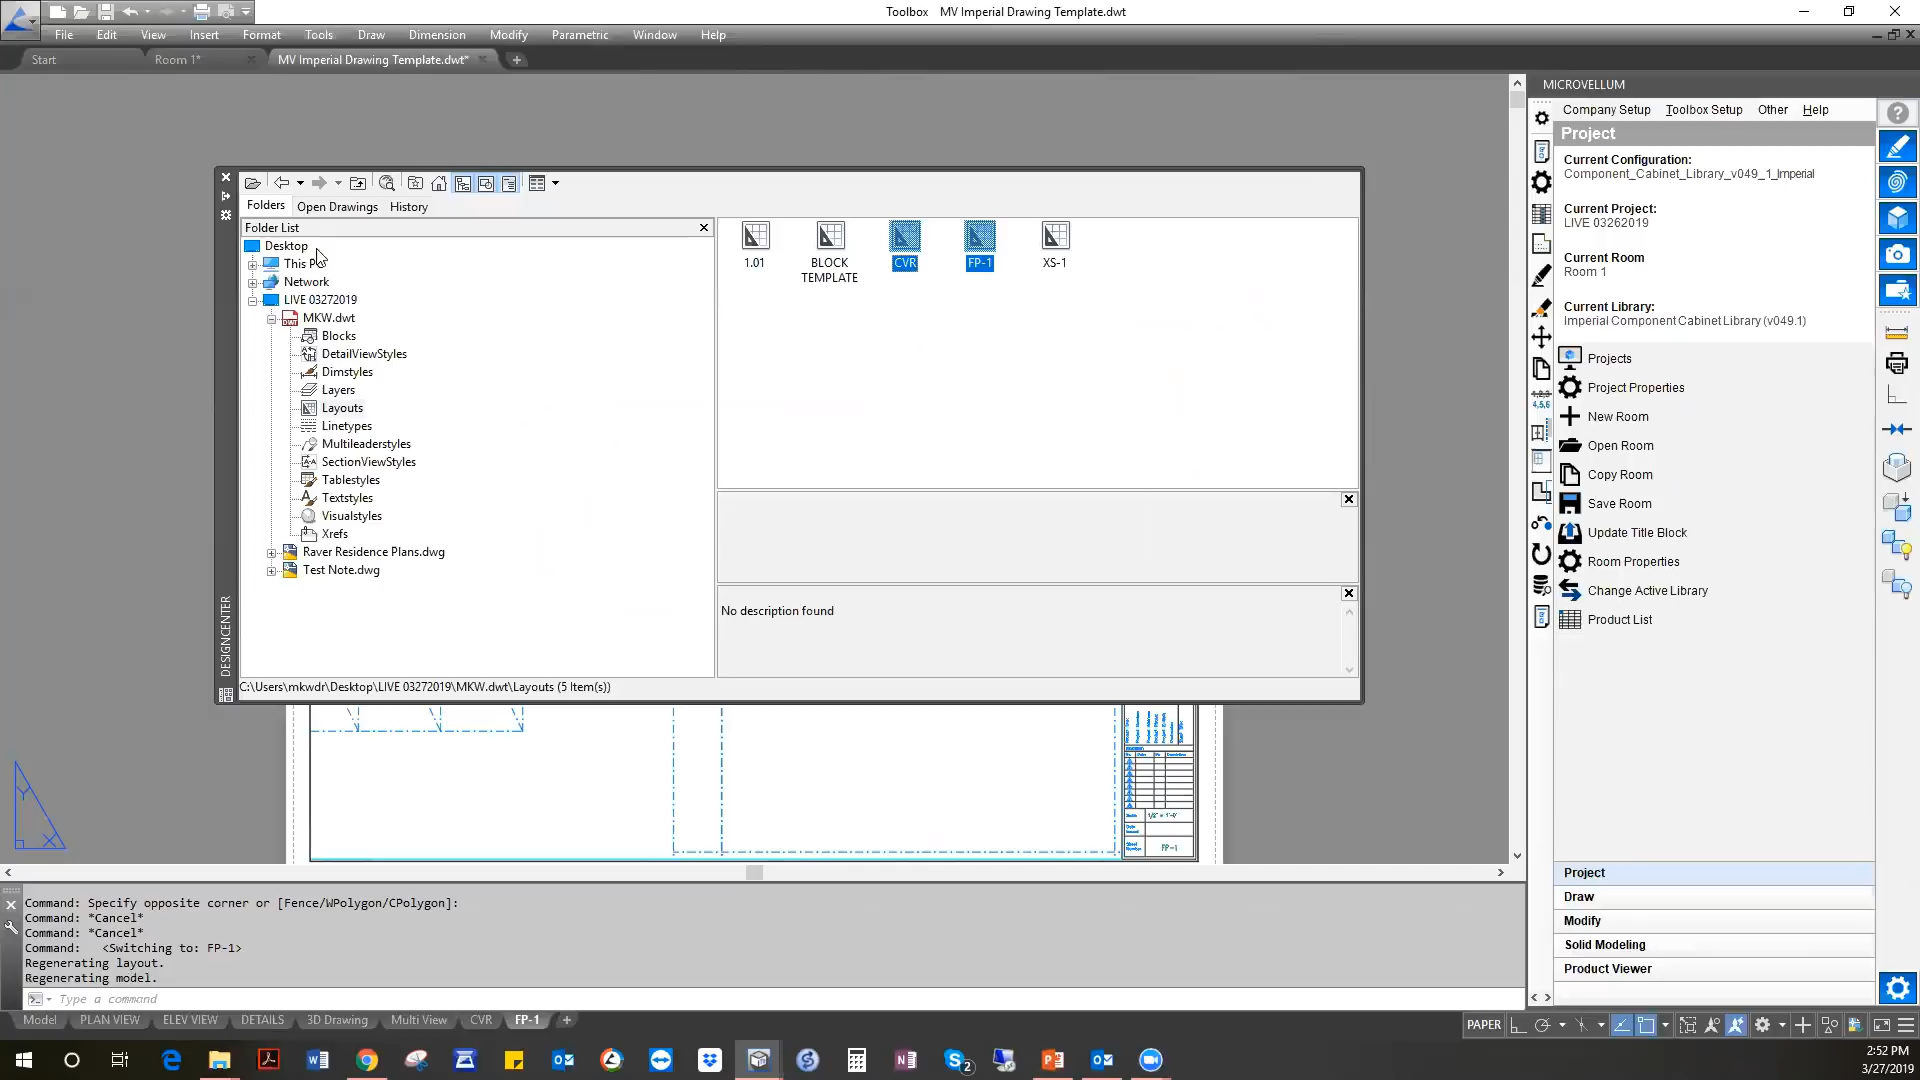 Toolbox MV Imperial Drawing Template.dwt
File Edit View Insert Format Tools Draw Dimension Modify Parametric Window Help
Start Room 1* MV Imperial Drawing Template.dwt*
MICROVELLUM
Company Setup Toolbox Setup Other Help
Project
Current Configuration:
Component_Cabinet_Library_v049_1_Imperial
Current Project:
LIVE 03262019
Current Room
Room 1
Current Library:
Imperial Component Cabinet Library (v049.1)
Projects
Project Properties
New Room
Open Room
Copy Room
Save Room
Update Title Block
Room Properties
Change Active Library
Product List
Project
Draw
Modify
Solid Modeling
Product Viewer
Folders Open Drawings History
Folder List
Desktop
This P
Network
LIVE 03272019
MKW.dwt
Blocks
DetailViewStyles
Dimstyles
Layers
Layouts
Linetypes
Multileaderstyles
SectionViewStyles
Tablestyles
Textstyles
Visualstyles
Xrefs
Raver Residence Plans.dwg
Test Note.dwg
1.01
BLOCK TEMPLATE
CVR
FP-1
XS-1
No description found
DESIGNCENTER
C:\Users\mkwdr\Desktop\LIVE 03272019\MKW.dwt\Layouts (5 Item(s))
1/2" = 1'-0"
FP-1
Y
X
Command: Specify opposite corner or [Fence/WPolygon/CPolygon]:
Command: *Cancel*
Command: *Cancel*
Command: <Switching to: FP-1>
Regenerating layout.
Regenerating model.
Type a command
Model PLAN VIEW ELEV VIEW DETAILS 3D Drawing Multi View CVR FP-1
PAPER
2:52 PM
3/27/2019